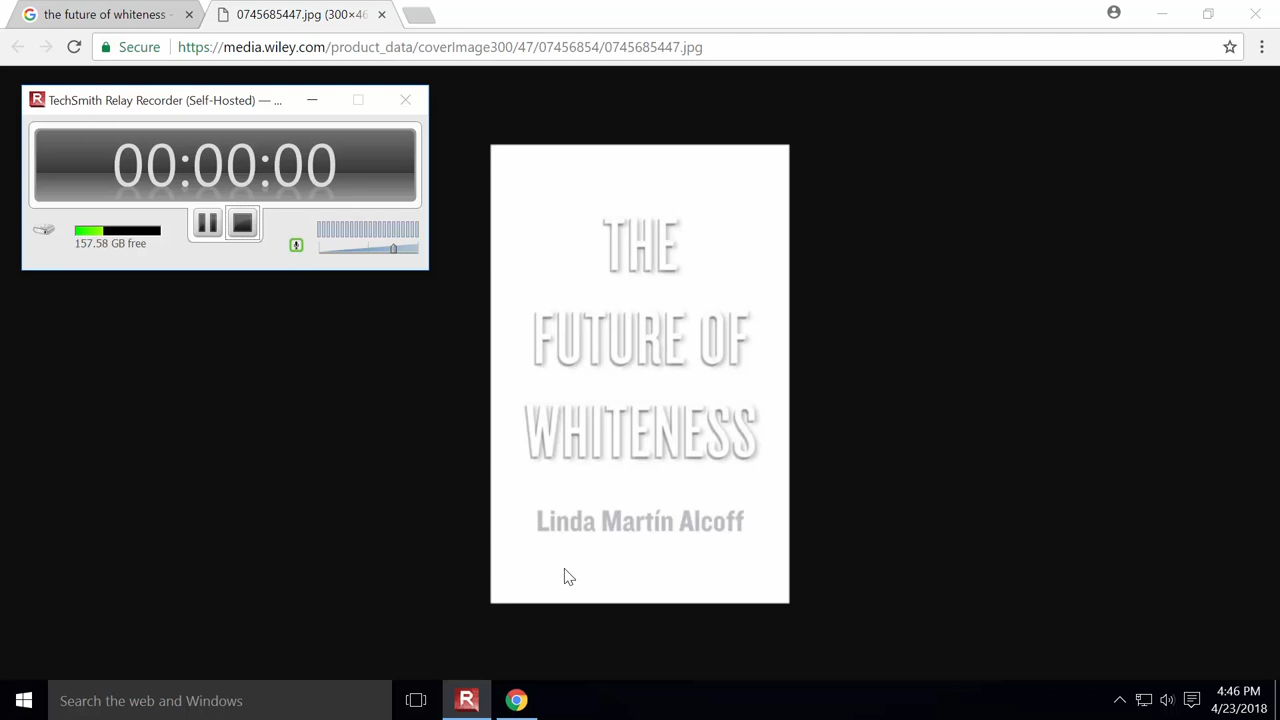 the future of whiteness -
0745685447.jpg (300×46
Secure
https://media.wiley.com/product_data/coverImage300/47/07456854/0745685447.jpg
R TechSmith Relay Recorder (Self-Hosted) — ...
00:00:00
157.58 GB free
THE
FUTURE OF
WHITENESS
Linda Martín Alcoff
Search the web and Windows
R
4:46 PM
4/23/2018